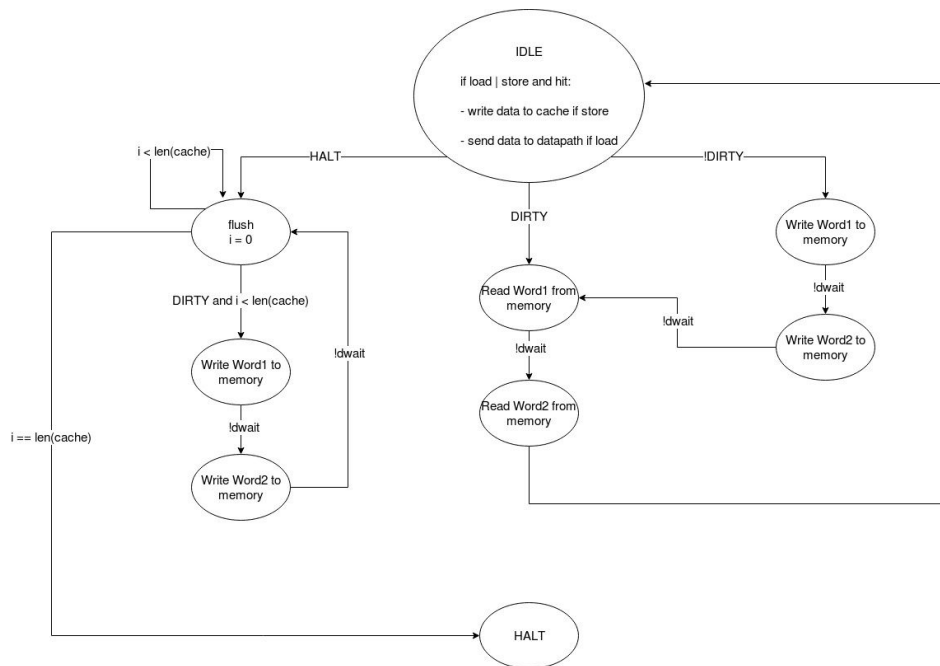 IDLE
if load | store and hit:
- write data to cache if store
- send data to datapath if load
i < len(cache)
HALT
!DIRTY
DIRTY
flush
i = 0
Write Word1 to
memory
!dwait
DIRTY and i < len(cache)
Read Word1 from
memory
!dwait
Write Word2 to
memory
!dwait
!dwait
Write Word1 to
memory
Read Word2 from
memory
!dwait
i == len(cache)
Write Word2 to
memory
HALT